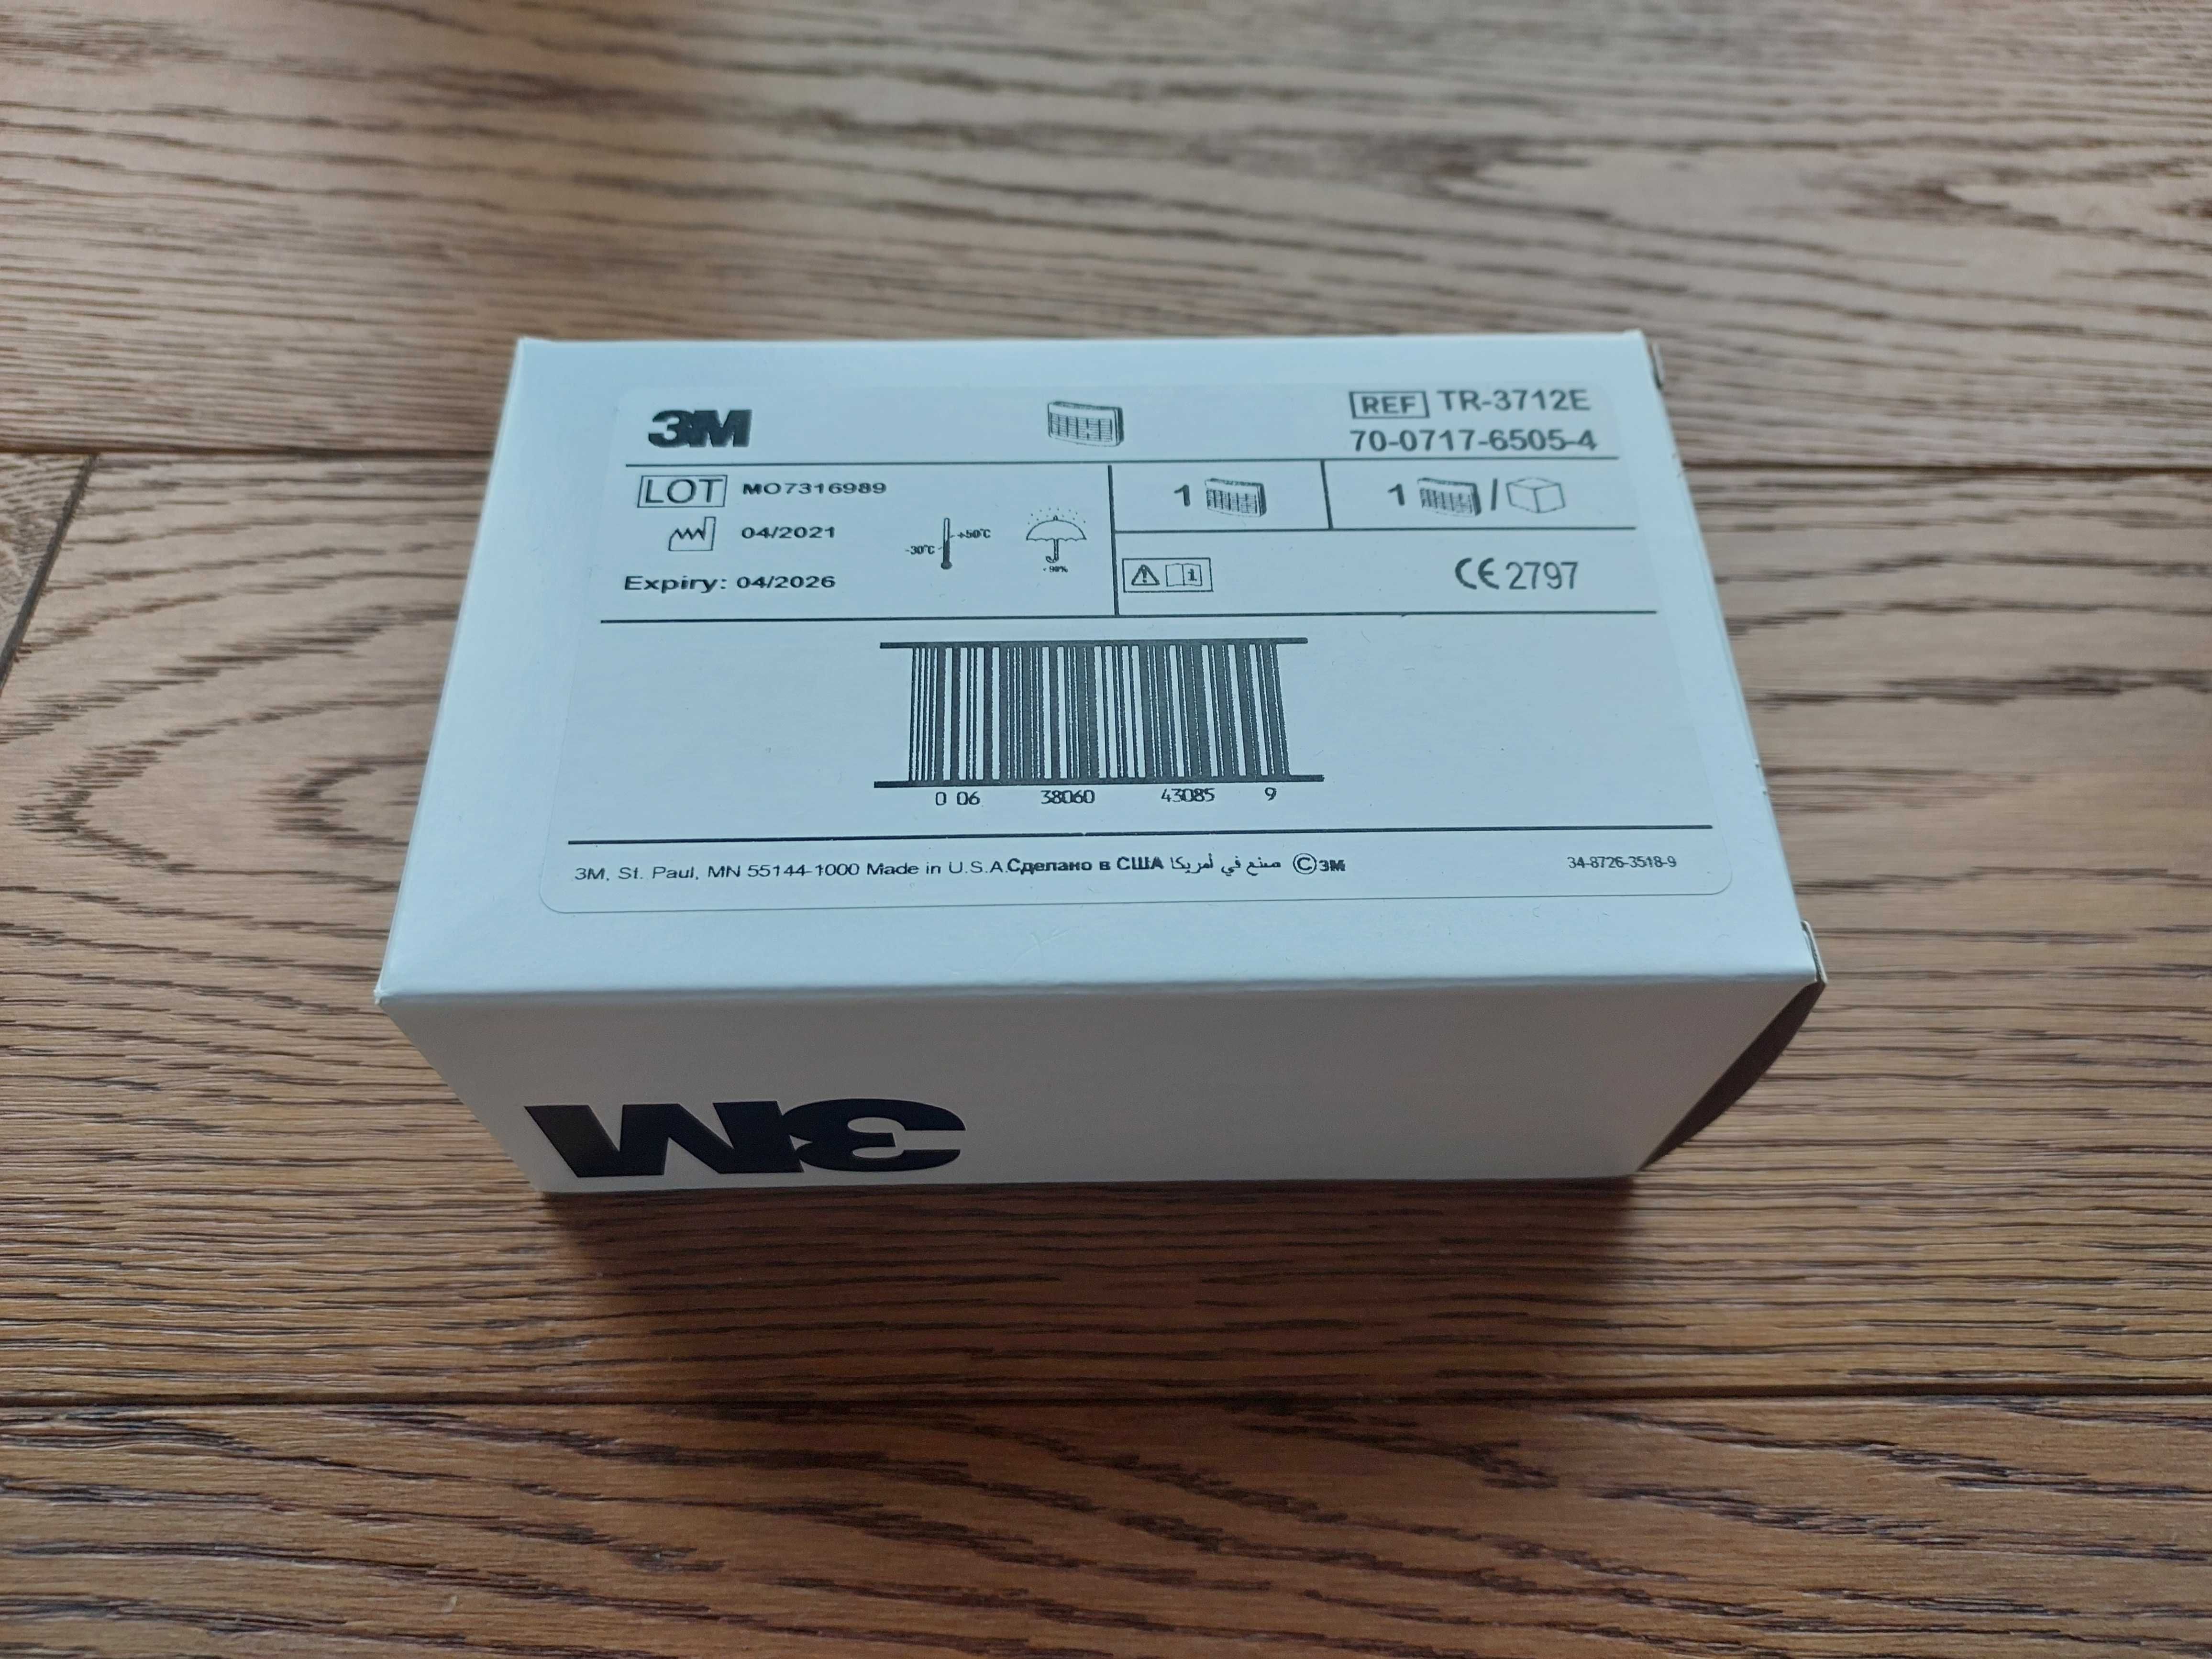 3M
REF TR-3712E
70-0717-6505-4
LOT MO7316989
04/2021
Expiry: 04/2026
-30°C +50°C
- 90%
1
1 /
CE 2797
0 06 38060 43085 9
3M, St. Paul, MN 55144-1000 Made in U.S.A. Сделано в США صنع في أمريكا ©3M
34-8726-3518-9
3M